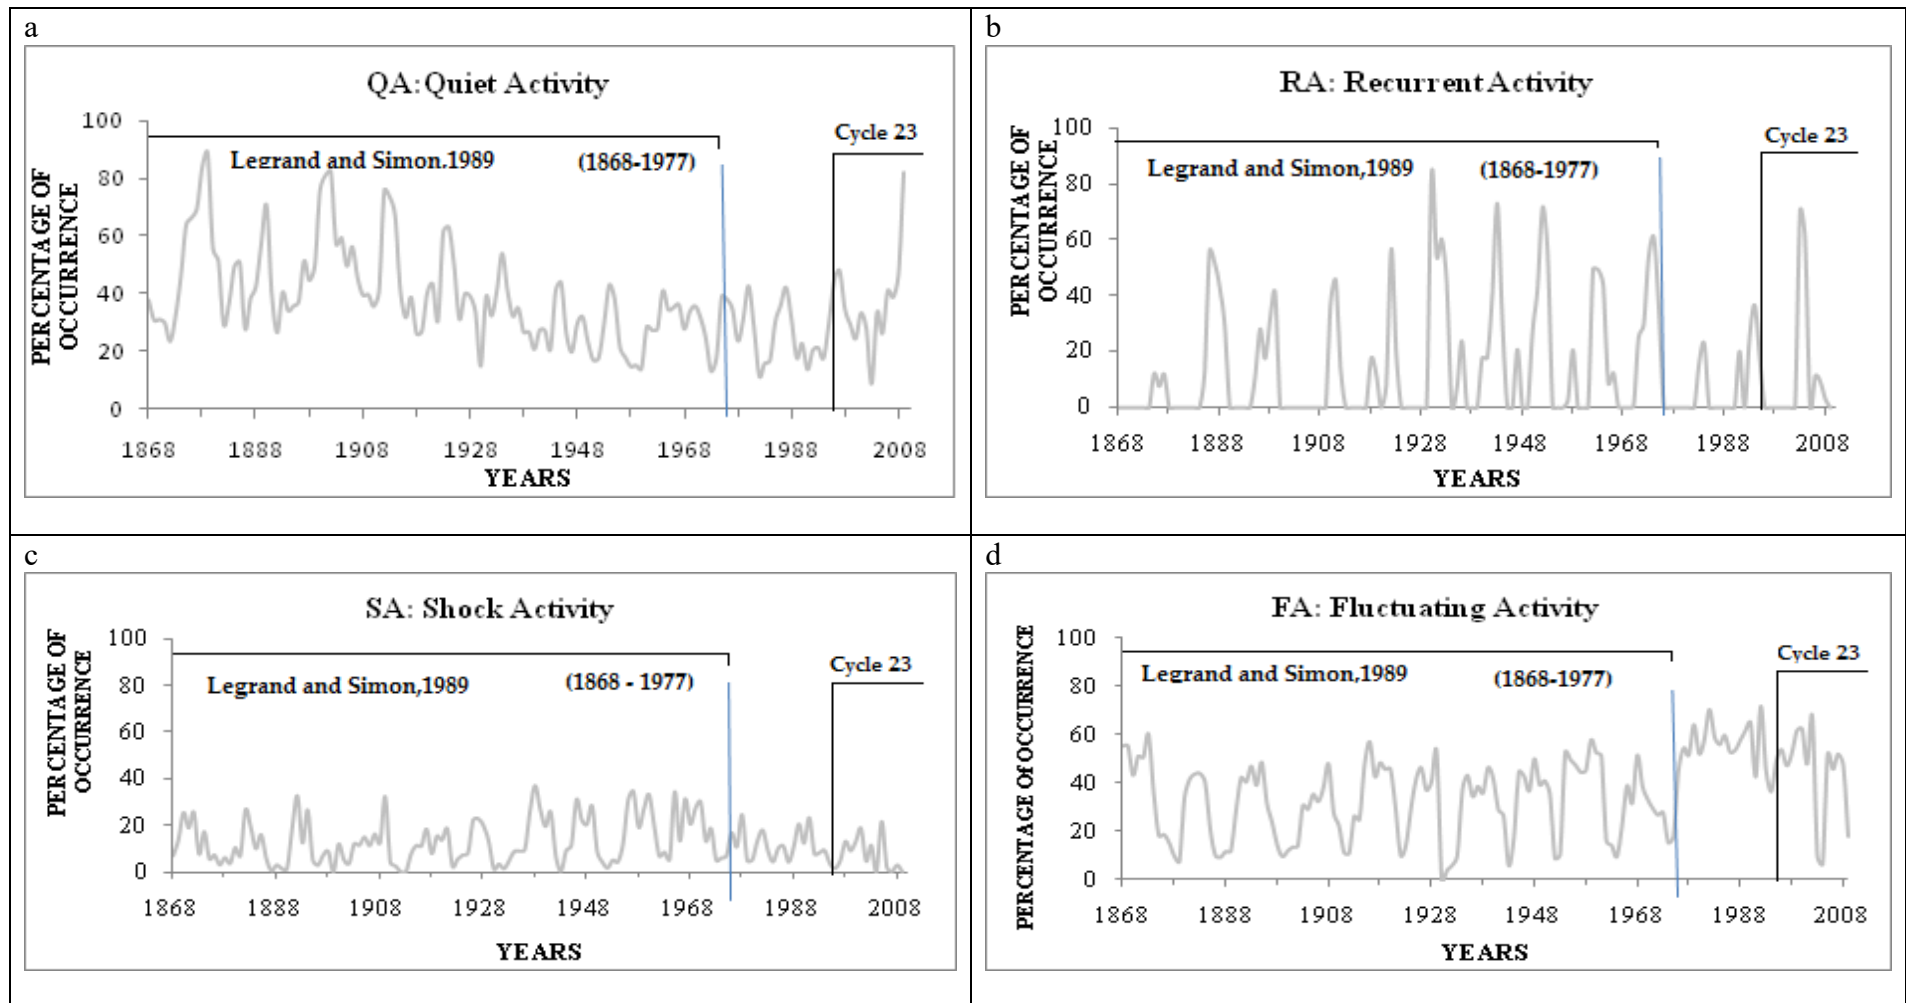 a
QA: Quiet Activity
PERCENTAGE OF
OCCURRENCE
100
80
60
40
20
0
Legrand and Simon,1989 (1868-1977)
Cycle 23
1868 1888 1908 1928 1948 1968 1988 2008
YEARS
b
RA: Recurrent Activity
PERCENTAGE OF
OCCURRENCE
100
80
60
40
20
0
Legrand and Simon,1989 (1868-1977)
Cycle 23
1868 1888 1908 1928 1948 1968 1988 2008
YEARS
c
SA: Shock Activity
PERCENTAGE OF
OCCURRENCE
100
80
60
40
20
0
Legrand and Simon,1989 (1868 - 1977)
Cycle 23
1868 1888 1908 1928 1948 1968 1988 2008
YEARS
d
FA: Fluctuating Activity
PERCENTAGE Of OCCURRENCE
100
80
60
40
20
0
Legrand and Simon,1989 (1868-1977)
Cycle 23
1868 1888 1908 1928 1948 1968 1988 2008
YEARS